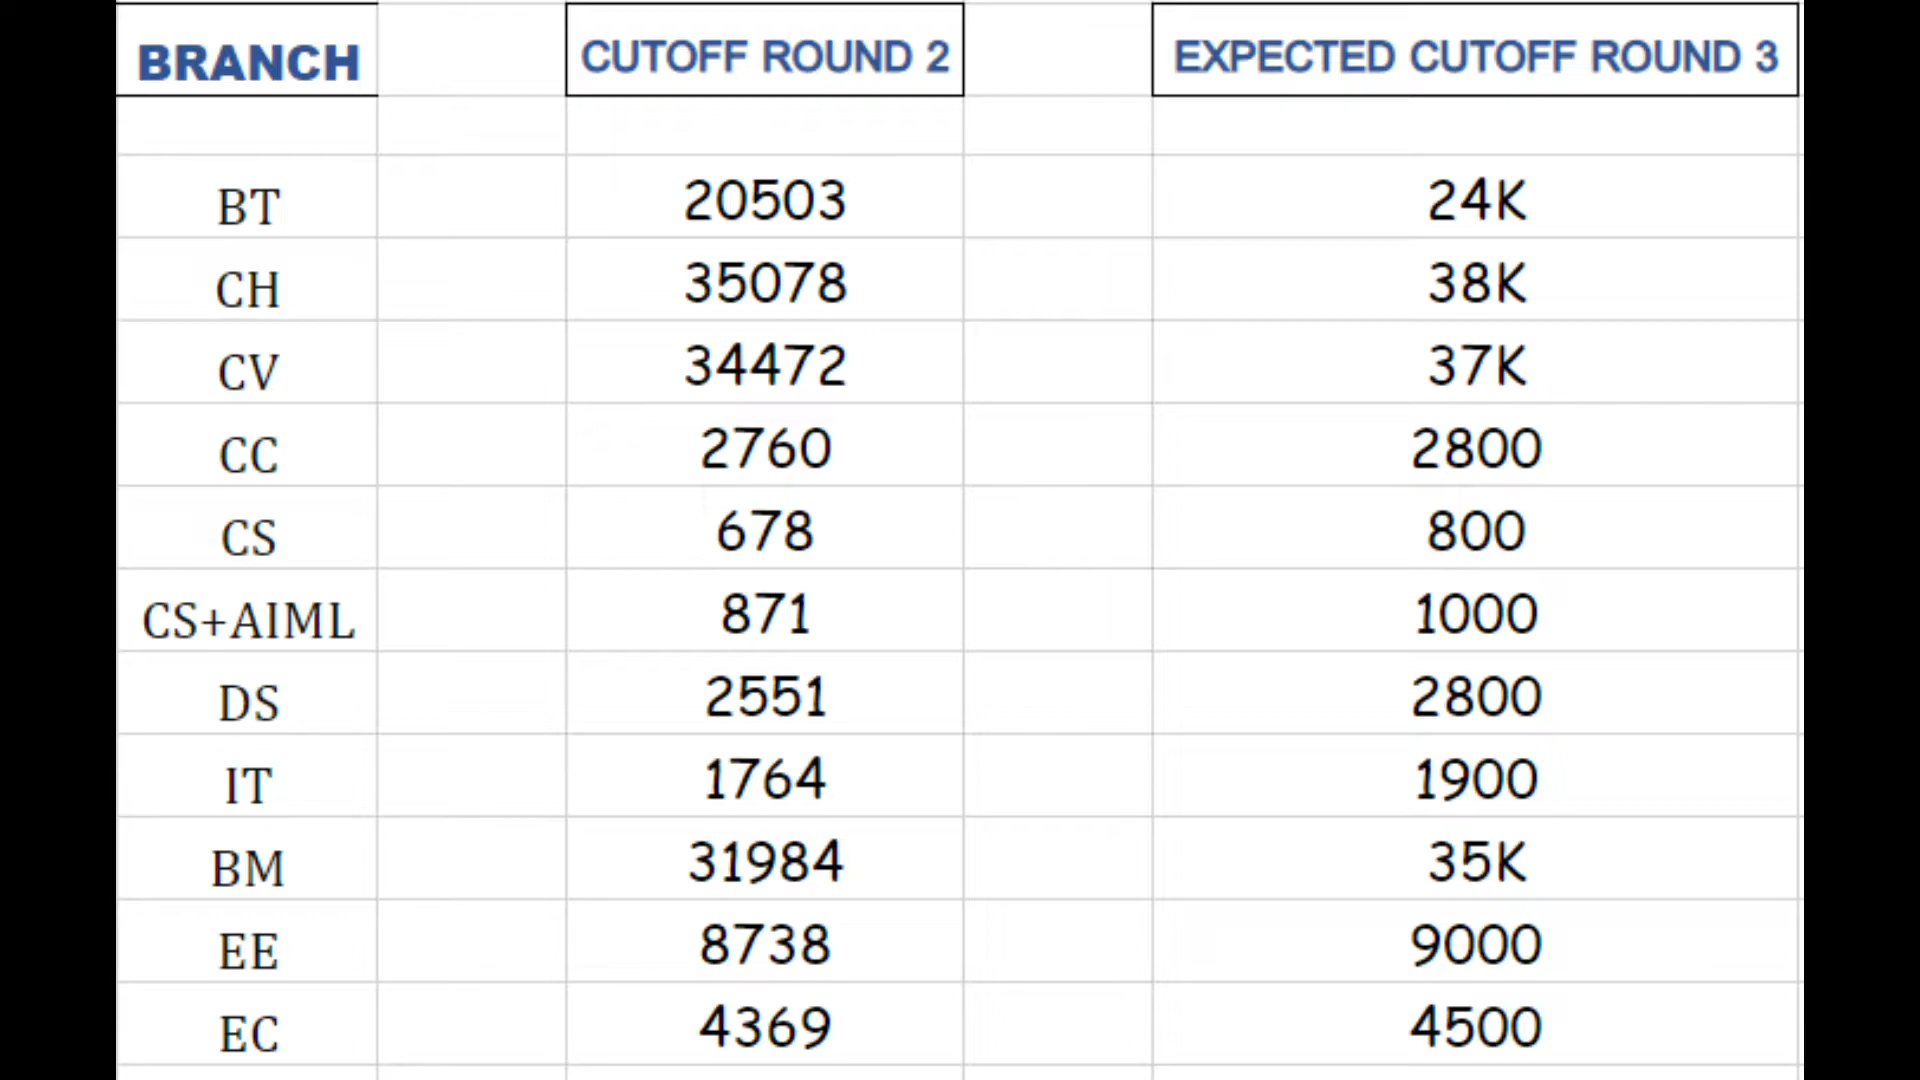 BRANCH CUTOFF ROUND 2 EXPECTED CUTOFF ROUND 3
BT 20503 24K
CH 35078 38K
CV 34472 37K
CC 2760 2800
CS 678 800
CS+AIML 871 1000
DS 2551 2800
IT 1764 1900
BM 31984 35K
EE 8738 9000
EC 4369 4500